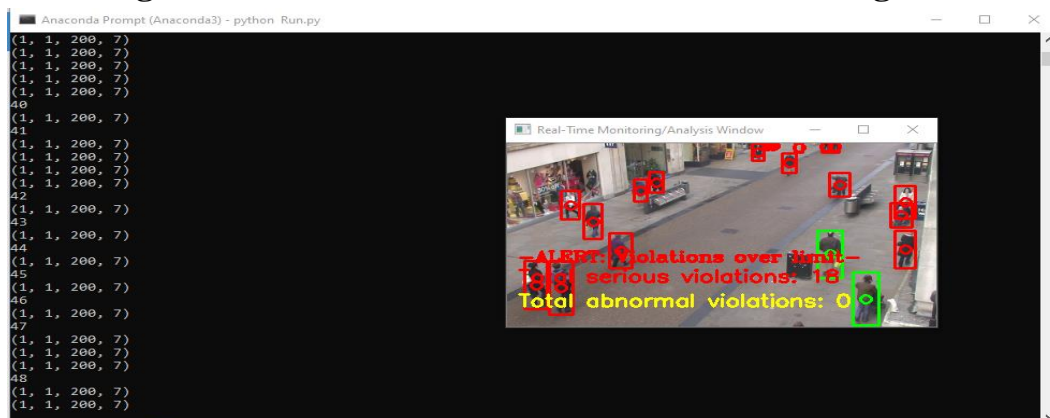 Anaconda Prompt (Anaconda3) - python Run.py
(1, 1, 200, 7)
(1, 1, 200, 7)
(1, 1, 200, 7)
(1, 1, 200, 7)
(1, 1, 200, 7)
40
(1, 1, 200, 7)
41
(1, 1, 200, 7)
(1, 1, 200, 7)
(1, 1, 200, 7)
(1, 1, 200, 7)
42
(1, 1, 200, 7)
43
(1, 1, 200, 7)
44
(1, 1, 200, 7)
45
(1, 1, 200, 7)
46
(1, 1, 200, 7)
47
(1, 1, 200, 7)
(1, 1, 200, 7)
(1, 1, 200, 7)
48
(1, 1, 200, 7)
(1, 1, 200, 7)
Real-Time Monitoring/Analysis Window
-ALERT: Violations over limit-
Total serious violations: 18
Total abnormal violations: 0